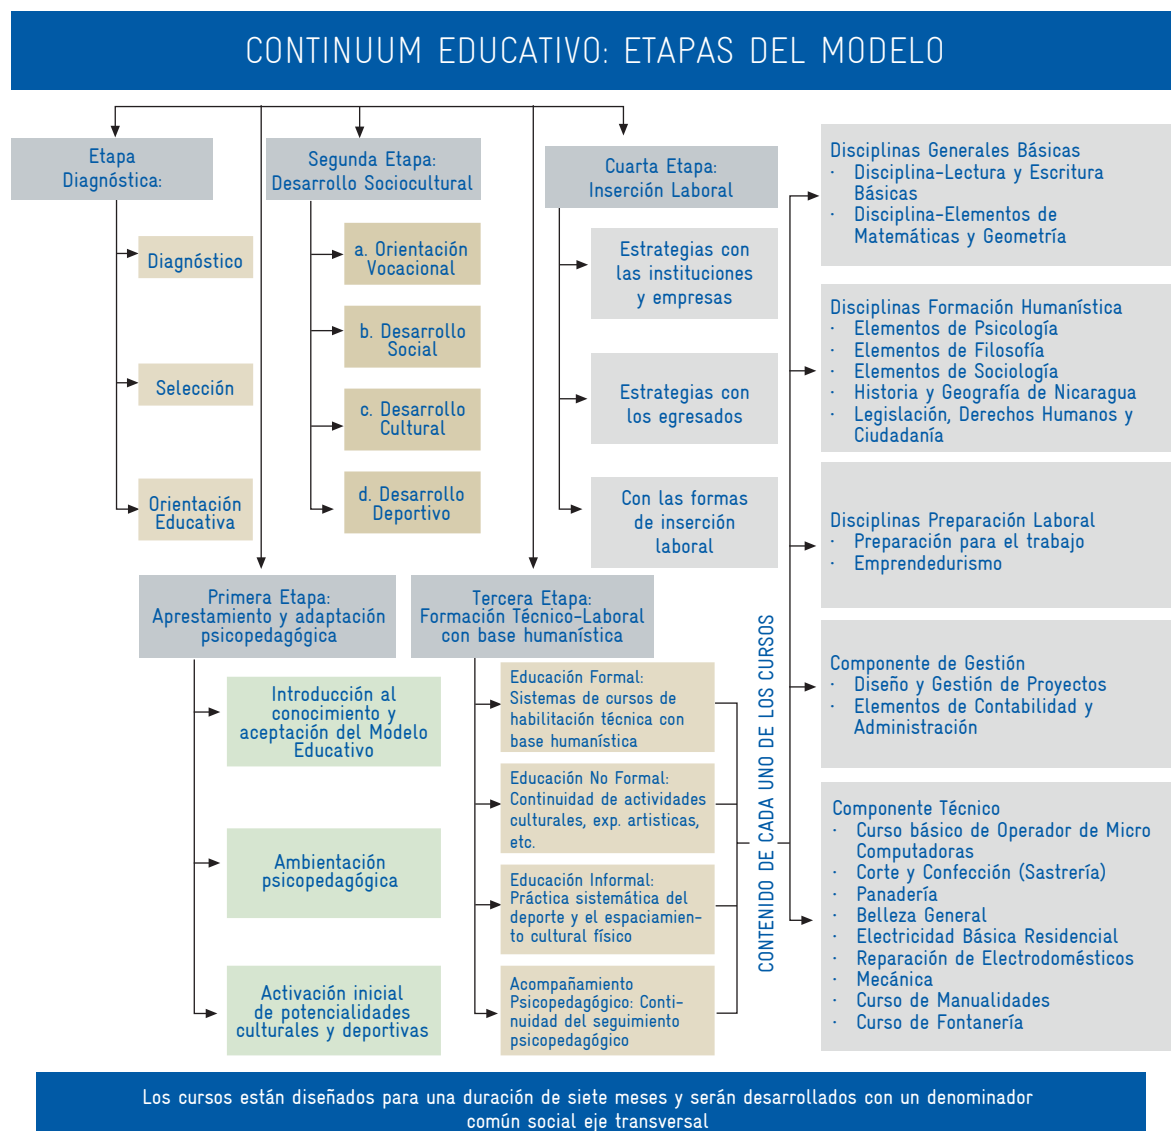 CONTINUUM EDUCATIVO: ETAPAS DEL MODELO
Etapa
Diagnóstica:
Diagnóstico
Selección
Orientación
Educativa
Primera Etapa:
Aprestamiento y adaptación
psicopedagógica
Introducción al
conocimiento y
aceptación del Modelo
Educativo
Ambientación
psicopedagógica
Activación inicial
de potencialidades
culturales y deportivas
Segunda Etapa:
Desarrollo Sociocultural
a. Orientación
Vocacional
b. Desarrollo
Social
c. Desarrollo
Cultural
d. Desarrollo
Deportivo
Tercera Etapa:
Formación Técnico-Laboral
con base humanística
Educación Formal:
Sistemas de cursos de
habilitación técnica con
base humanística
Educación No Formal:
Continuidad de actividades
culturales, exp. artisticas,
etc.
Educación Informal:
Práctica sistemática del
deporte y el espaciamien-
to cultural físico
Acompañamiento
Psicopedagógico: Conti-
nuidad del seguimiento
psicopedagógico
Cuarta Etapa:
Inserción Laboral
Estrategias con
las instituciones
y empresas
Estrategias con
los egresados
Con las formas
de inserción
laboral
CONTENIDO DE CADA UNO DE LOS CURSOS
Disciplinas Generales Básicas
· Disciplina-Lectura y Escritura
Básicas
· Disciplina-Elementos de
Matemáticas y Geometría
Disciplinas Formación Humanística
· Elementos de Psicología
· Elementos de Filosofía
· Elementos de Sociología
· Historia y Geografía de Nicaragua
· Legislación, Derechos Humanos y
Ciudadanía
Disciplinas Preparación Laboral
· Preparación para el trabajo
· Emprendedurismo
Componente de Gestión
· Diseño y Gestión de Proyectos
· Elementos de Contabilidad y
Administración
Componente Técnico
· Curso básico de Operador de Micro
Computadoras
· Corte y Confección (Sastrería)
· Panadería
· Belleza General
· Electricidad Básica Residencial
· Reparación de Electrodomésticos
· Mecánica
· Curso de Manualidades
· Curso de Fontanería
Los cursos están diseñados para una duración de siete meses y serán desarrollados con un denominador
común social eje transversal